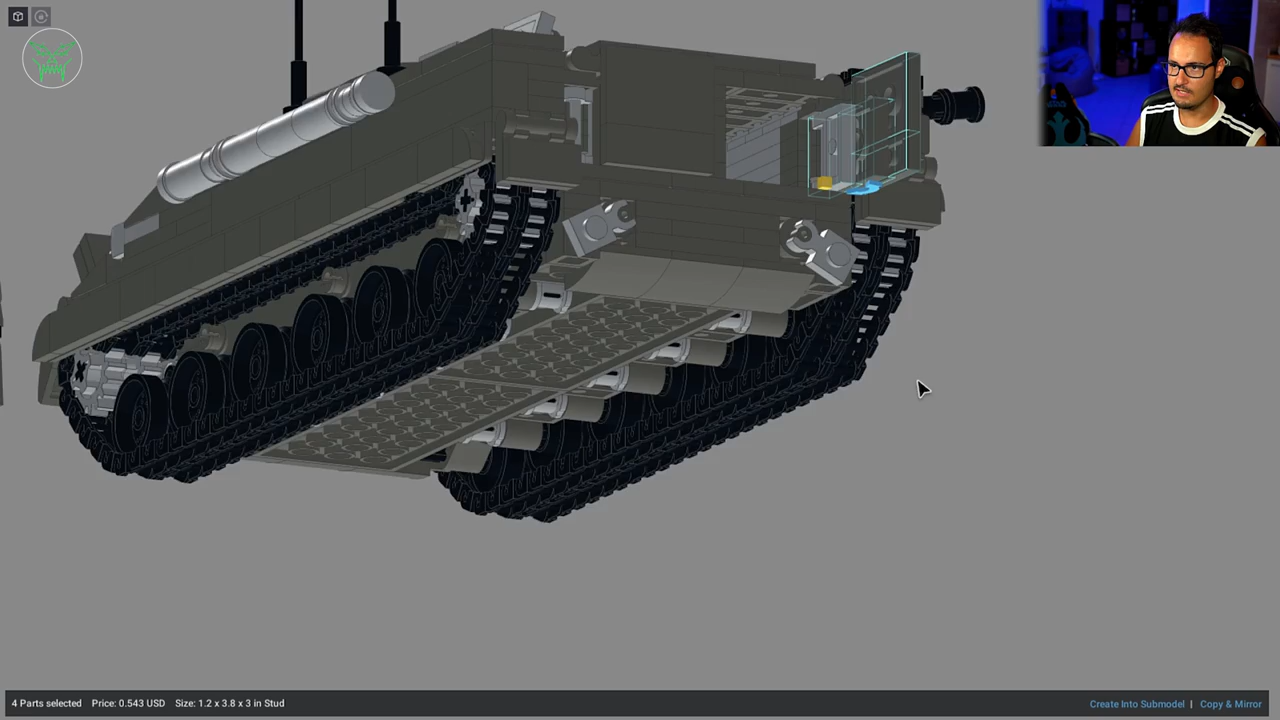 4 Parts selected Price: 0.543 USD Size: 1.2 x 3.8 x 3 in Stud
Create Into Submodel | Copy & Mirror